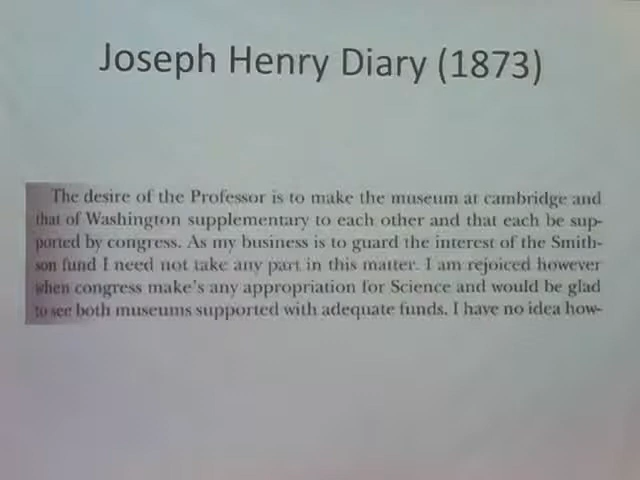 Joseph Henry Diary (1873)
The desire of the Professor is to make the museum at cambridge and
that of Washington supplementary to each other and that each be sup-
ported by congress. As my business is to guard the interest of the Smith-
son fund I need not take any part in this matter. I am rejoiced however
when congress make's any appropriation for Science and would be glad
to see both museums supported with adequate funds. I have no idea how-